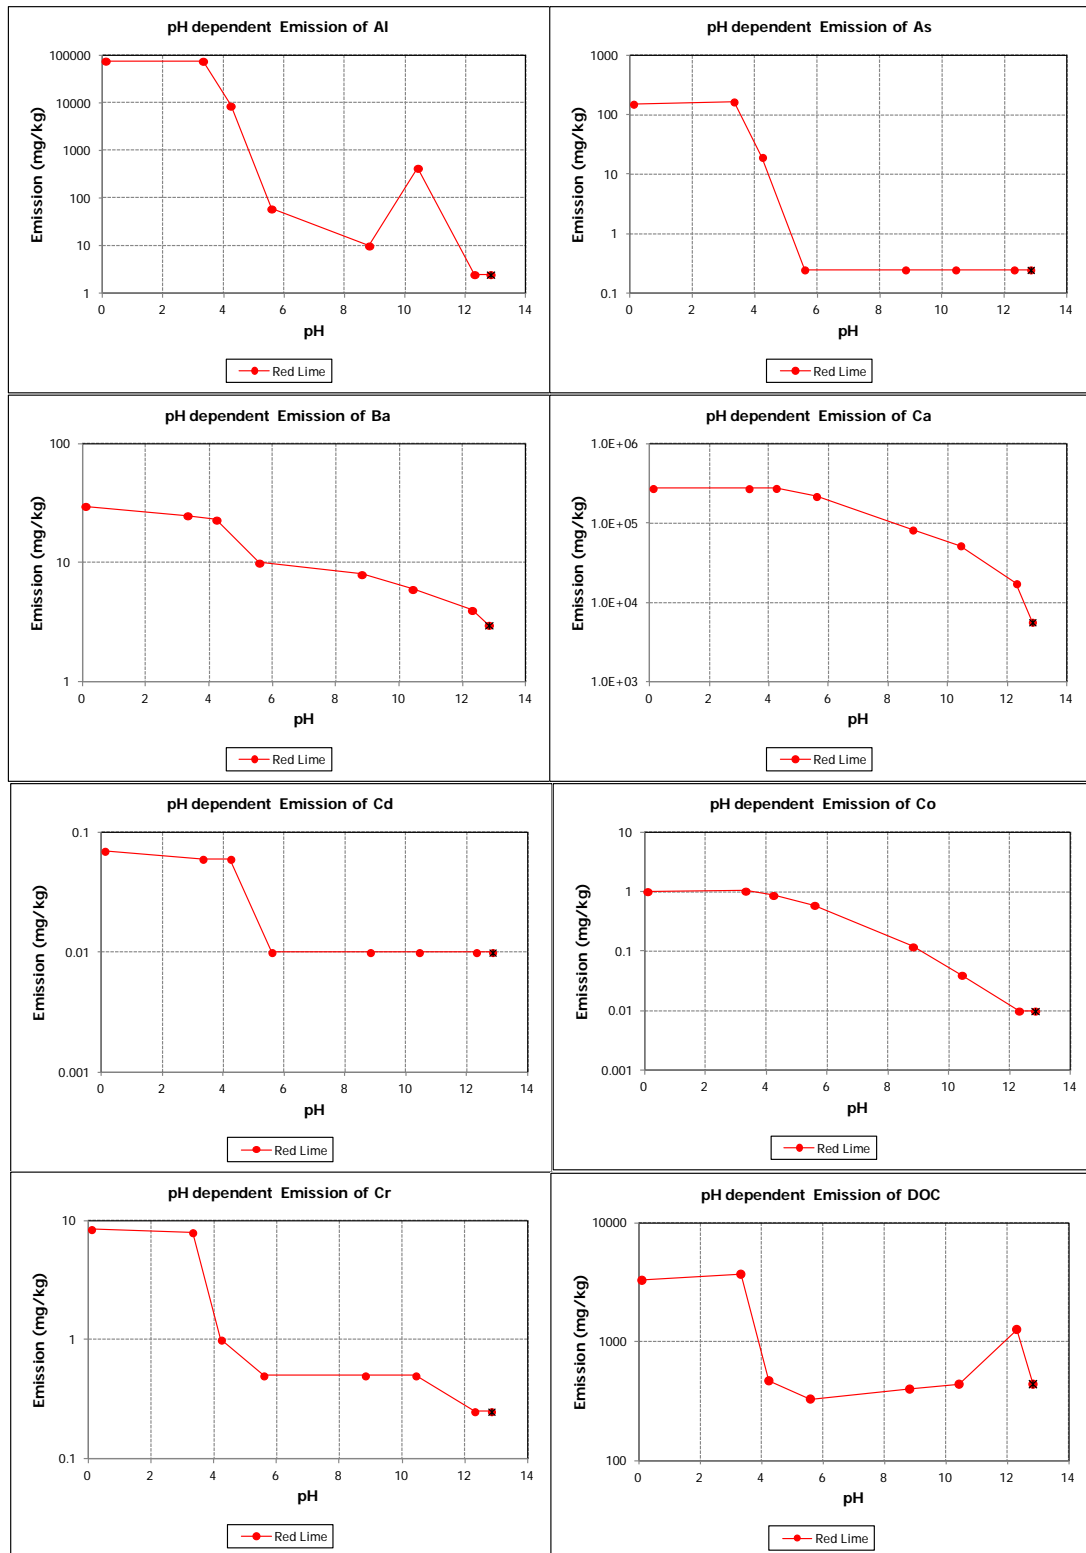 pH dependent Emission of Al
Emission (mg/kg)
100000
10000
1000
100
10
1
0 2 4 6 8 10 12 14
pH
Red Lime
pH dependent Emission of As
Emission (mg/kg)
1000
100
10
1
0.1
0 2 4 6 8 10 12 14
pH
Red Lime
pH dependent Emission of Ba
Emission (mg/kg)
100
10
1
0 2 4 6 8 10 12 14
pH
Red Lime
pH dependent Emission of Ca
Emission (mg/kg)
1.0E+06
1.0E+05
1.0E+04
1.0E+03
0 2 4 6 8 10 12 14
pH
Red Lime
pH dependent Emission of Cd
Emission (mg/kg)
0.1
0.01
0.001
0 2 4 6 8 10 12 14
pH
Red Lime
pH dependent Emission of Co
Emission (mg/kg)
10
1
0.1
0.01
0.001
0 2 4 6 8 10 12 14
pH
Red Lime
pH dependent Emission of Cr
Emission (mg/kg)
10
1
0.1
0 2 4 6 8 10 12 14
pH
Red Lime
pH dependent Emission of DOC
Emission (mg/kg)
10000
1000
100
0 2 4 6 8 10 12 14
pH
Red Lime